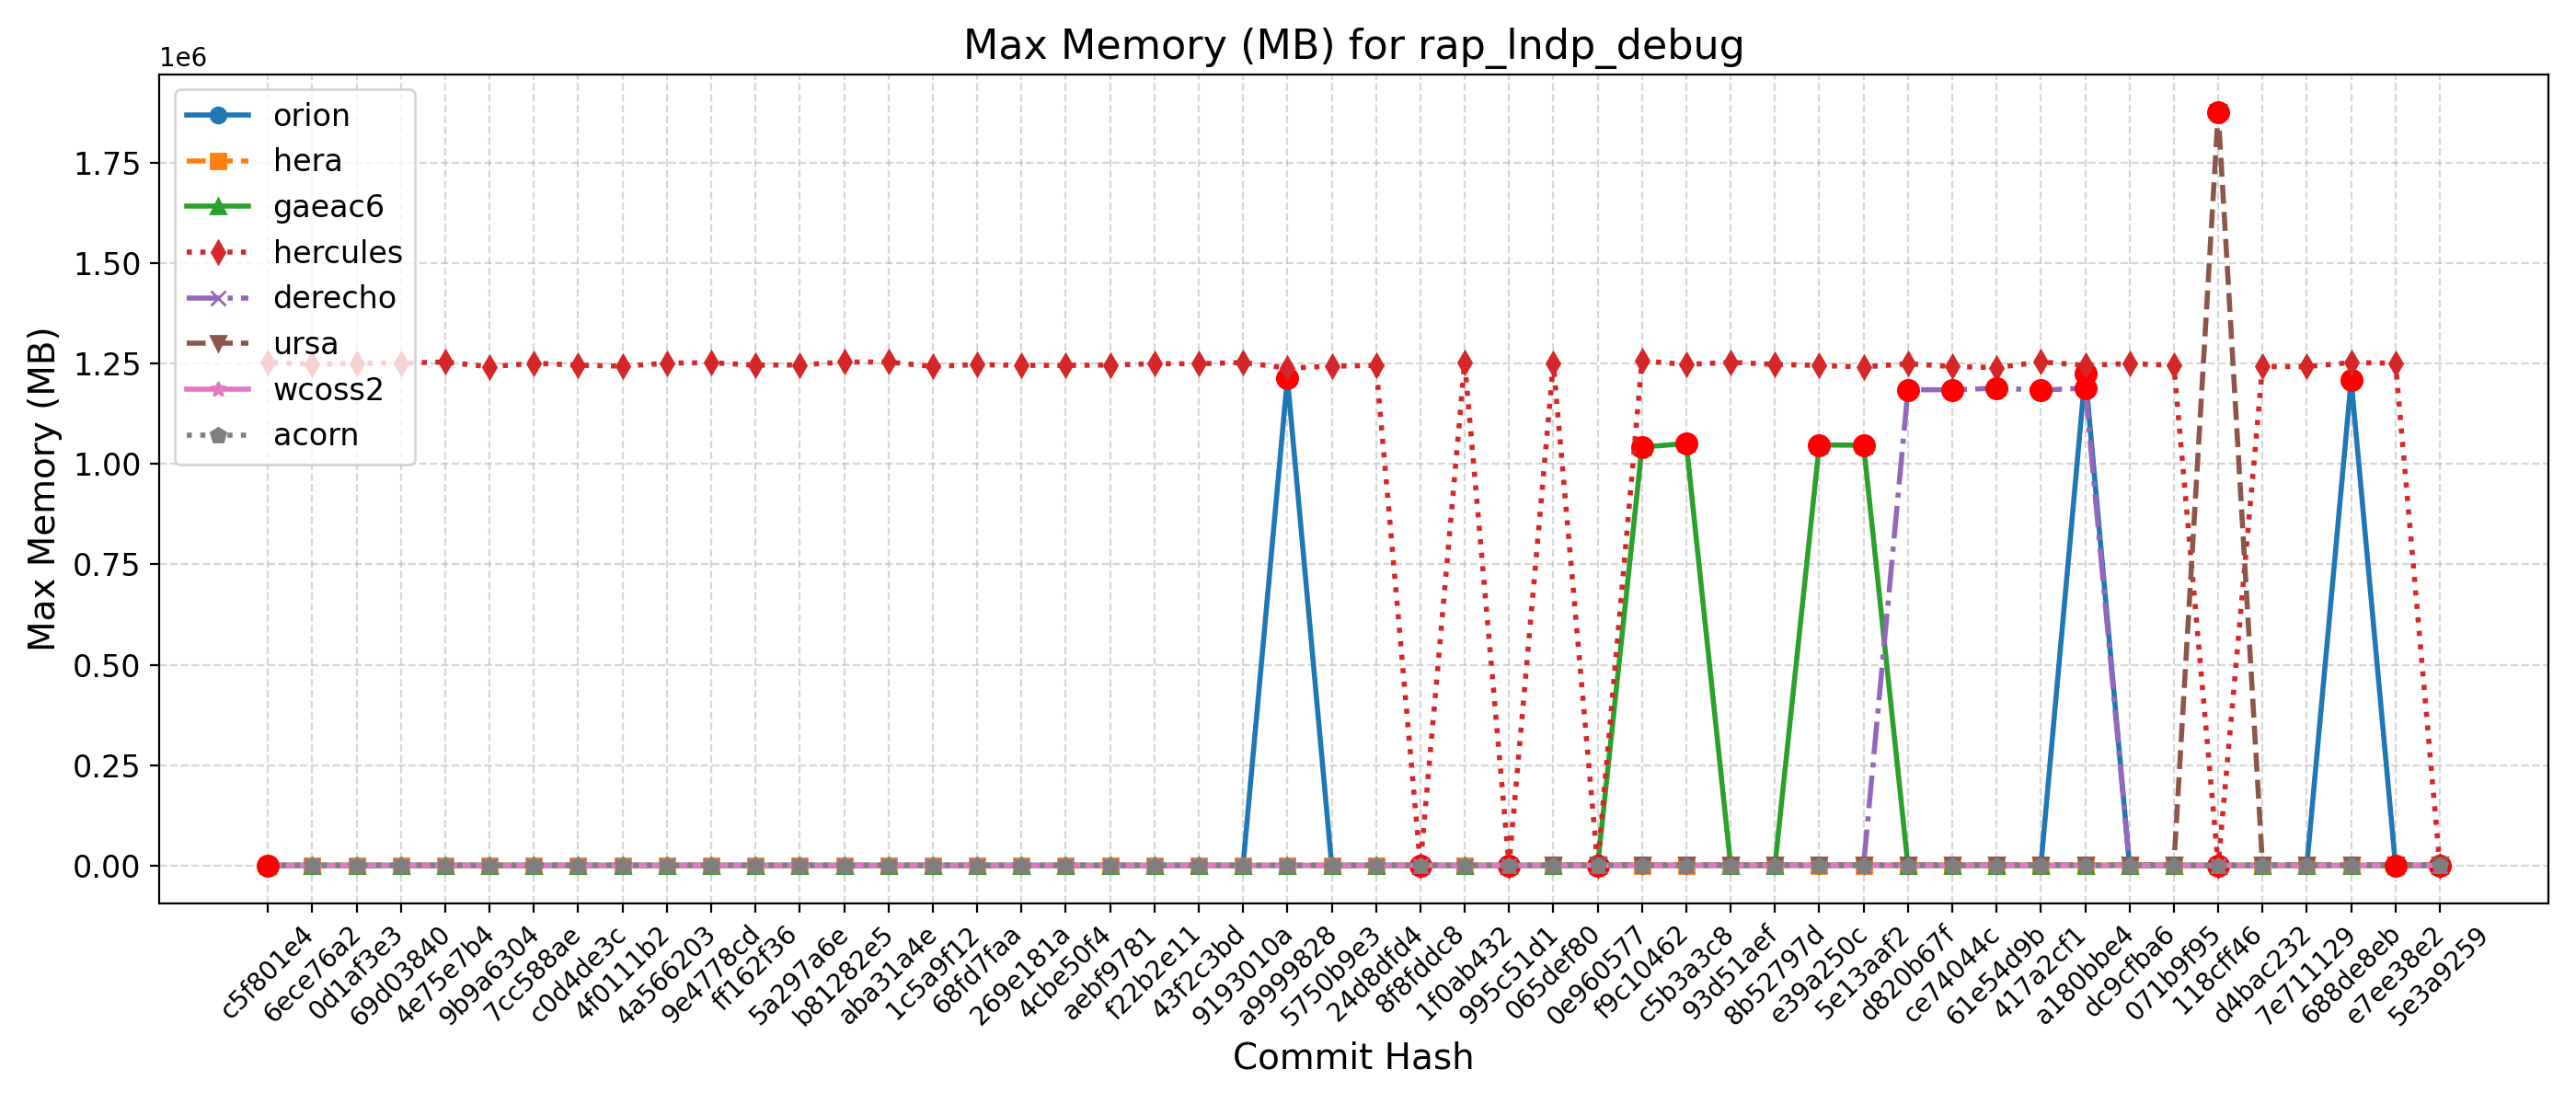 Max Memory (MB) for rap_lndp_debug
1e6
orion
hera
gaeac6
hercules
derecho
ursa
wcoss2
acorn
Max Memory (MB)
1.75
1.50
1.25
1.00
0.75
0.50
0.25
0.00
c5f801e4
6ece76a2
0d1af3e3
69d03840
4e75e7b4
9b9a6304
7cc588ae
c0d4de3c
4f0111b2
4a566203
9e4778cd
ff162f36
5a297a6e
b81282e5
aba31a4e
1c5a9f12
68fd7faa
269e181a
4cbe50f4
aebf9781
f22b2e11
43f2c3bd
9193010a
a9999828
5750b9e3
24d8dfd4
8f8fddc8
1f0ab432
995c51d1
065def80
0e960577
f9c10462
c5b3a3c8
93d51aef
8b52797d
e39a250c
5e13aaf2
d820b67f
ce74044c
61e54d9b
417a2cf1
a180bbe4
dc9cfba6
071b9f95
118cff46
d4bac232
7e711129
688de8eb
e7ee38e2
5e3a9259
Commit Hash